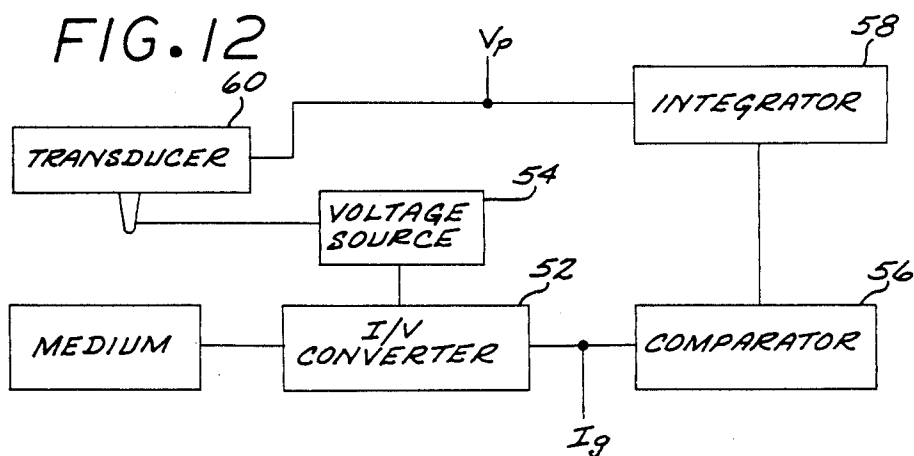 FIG. 12
60
TRANSDUCER
Vp
58
INTEGRATOR
54
VOLTAGE
SOURCE
52
MEDIUM
I/V
CONVERTER
56
COMPARATOR
Ig